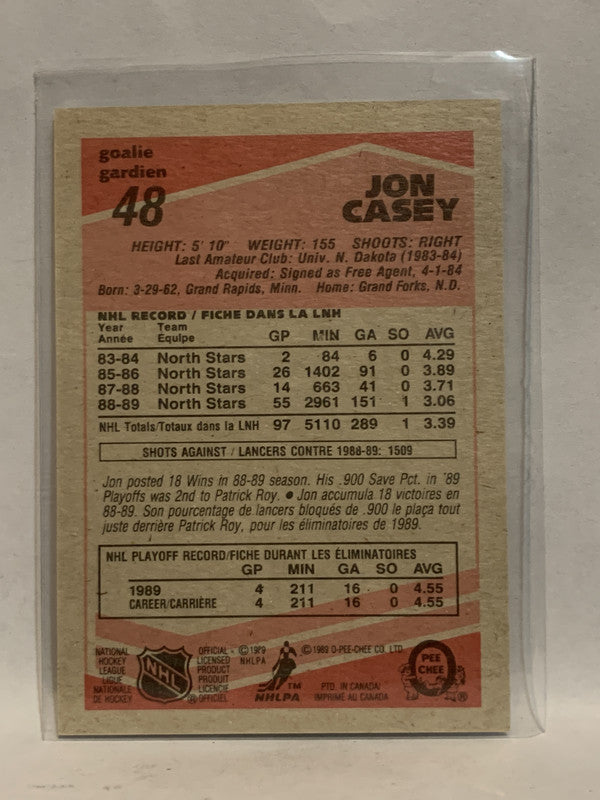 goalie
gardien
48
JON
CASEY
HEIGHT: 5' 10" WEIGHT: 155 SHOOTS: RIGHT
Last Amateur Club: Univ. N. Dakota (1983-84)
Acquired: Signed as Free Agent, 4-1-84
Born: 3-29-62, Grand Rapids, Minn. Home: Grand Forks, N.D.
NHL RECORD / FICHE DANS LA LNH
Year Team
Année Équipe GP MIN GA SO AVG
83-84 North Stars 2 84 6 0 4.29
85-86 North Stars 26 1402 91 0 3.89
87-88 North Stars 14 663 41 0 3.71
88-89 North Stars 55 2961 151 1 3.06
NHL Totals/Totaux dans la LNH 97 5110 289 1 3.39
SHOTS AGAINST / LANCERS CONTRE 1988-89: 1509
Jon posted 18 Wins in 88-89 season. His .900 Save Pct. in '89
Playoffs was 2nd to Patrick Roy. • Jon accumula 18 victoires en
88-89. Son pourcentage de lancers bloqués de .900 le plaça tout
juste derrière Patrick Roy, pour les éliminatoires de 1989.
NHL PLAYOFF RECORD/FICHE DURANT LES ÉLIMINATOIRES
GP MIN GA SO AVG
1989 4 211 16 0 4.55
CAREER/CARRIÈRE 4 211 16 0 4.55
NATIONAL
HOCKEY
LEAGUE
LIGUE
NATIONALE
DE HOCKEY
NHL
OFFICIAL
LICENSED
PRODUCT
PRODUIT
LICENCIÉ
® OFFICIEL
© 1989
NHLPA
™
NHLPA
© 1989 O-PEE-CHEE CO. LTD.
PTD. IN CANADA
IMPRIMÉ AU CANADA
O
PEE
CHEE
®